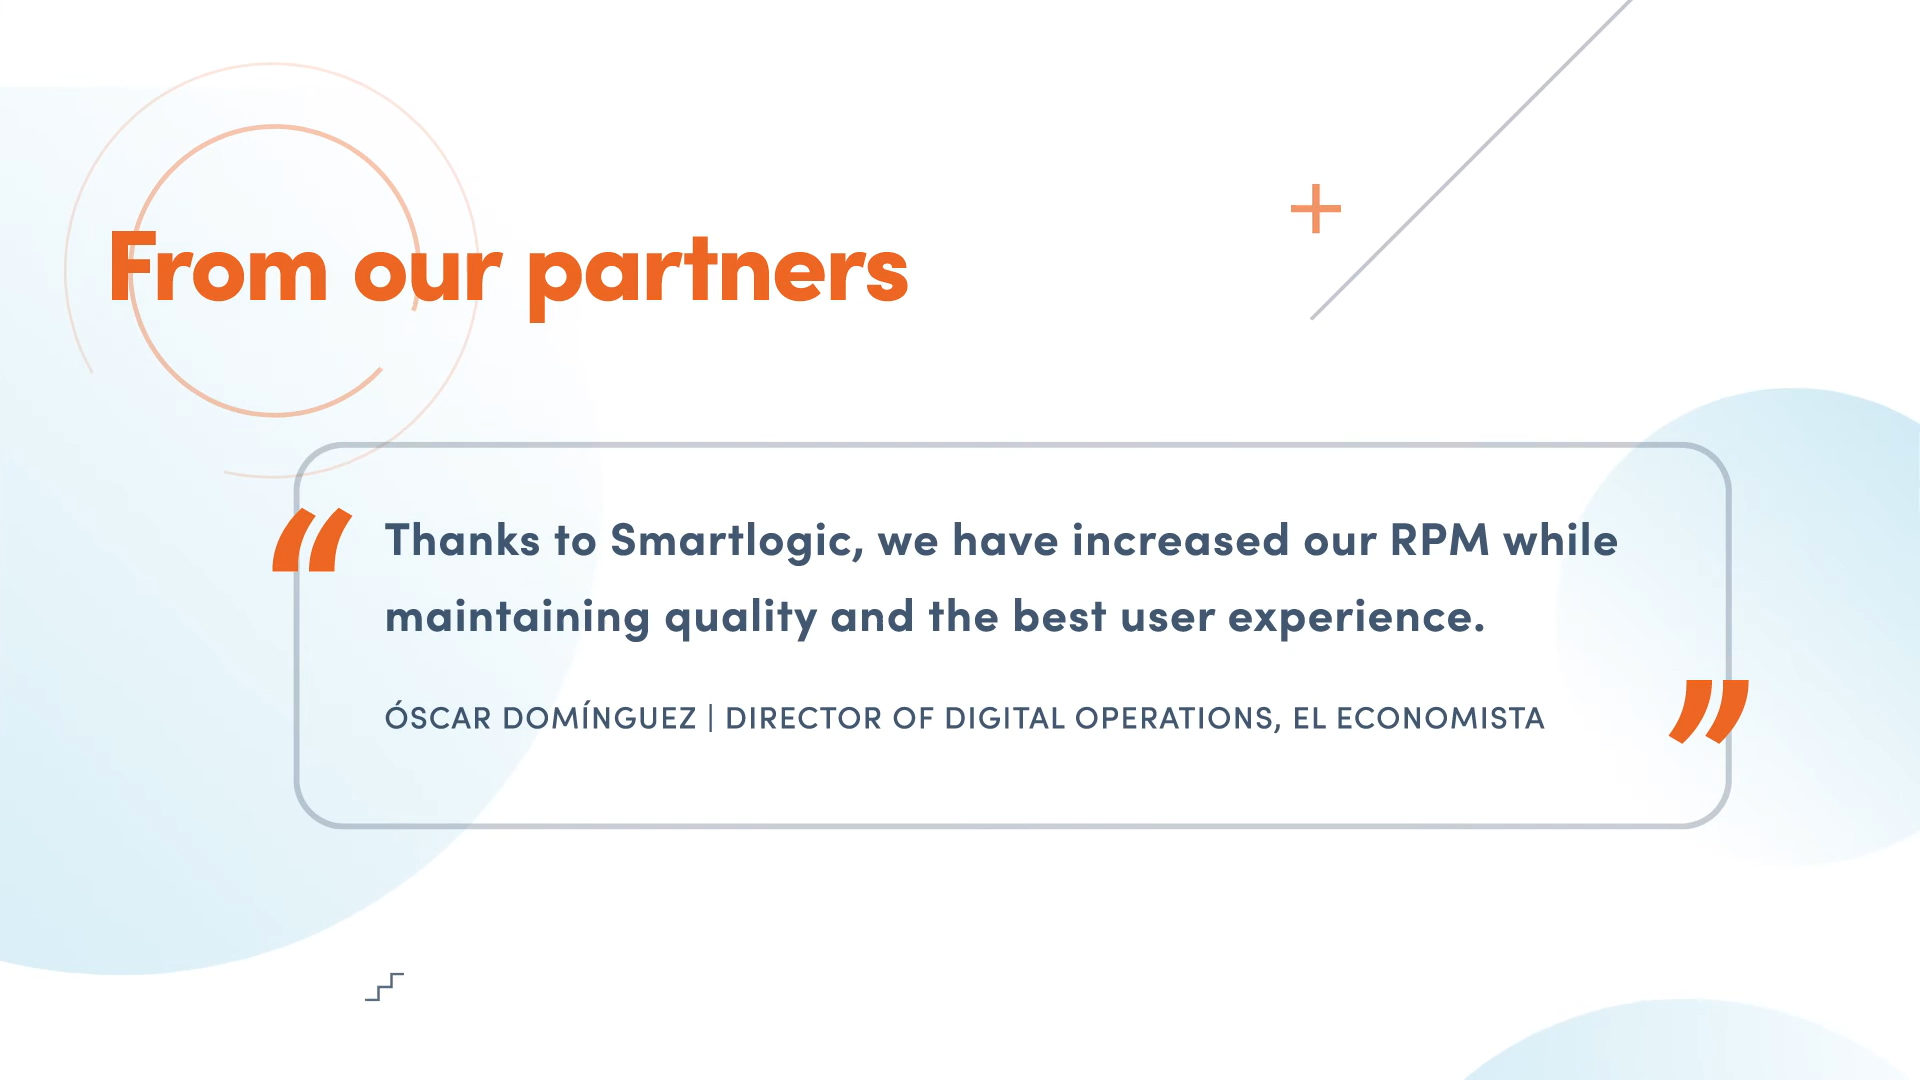 From our partners
“Thanks to Smartlogic, we have increased our RPM while
maintaining quality and the best user experience.
ÓSCAR DOMÍNGUEZ | DIRECTOR OF DIGITAL OPERATIONS, EL ECONOMISTA”